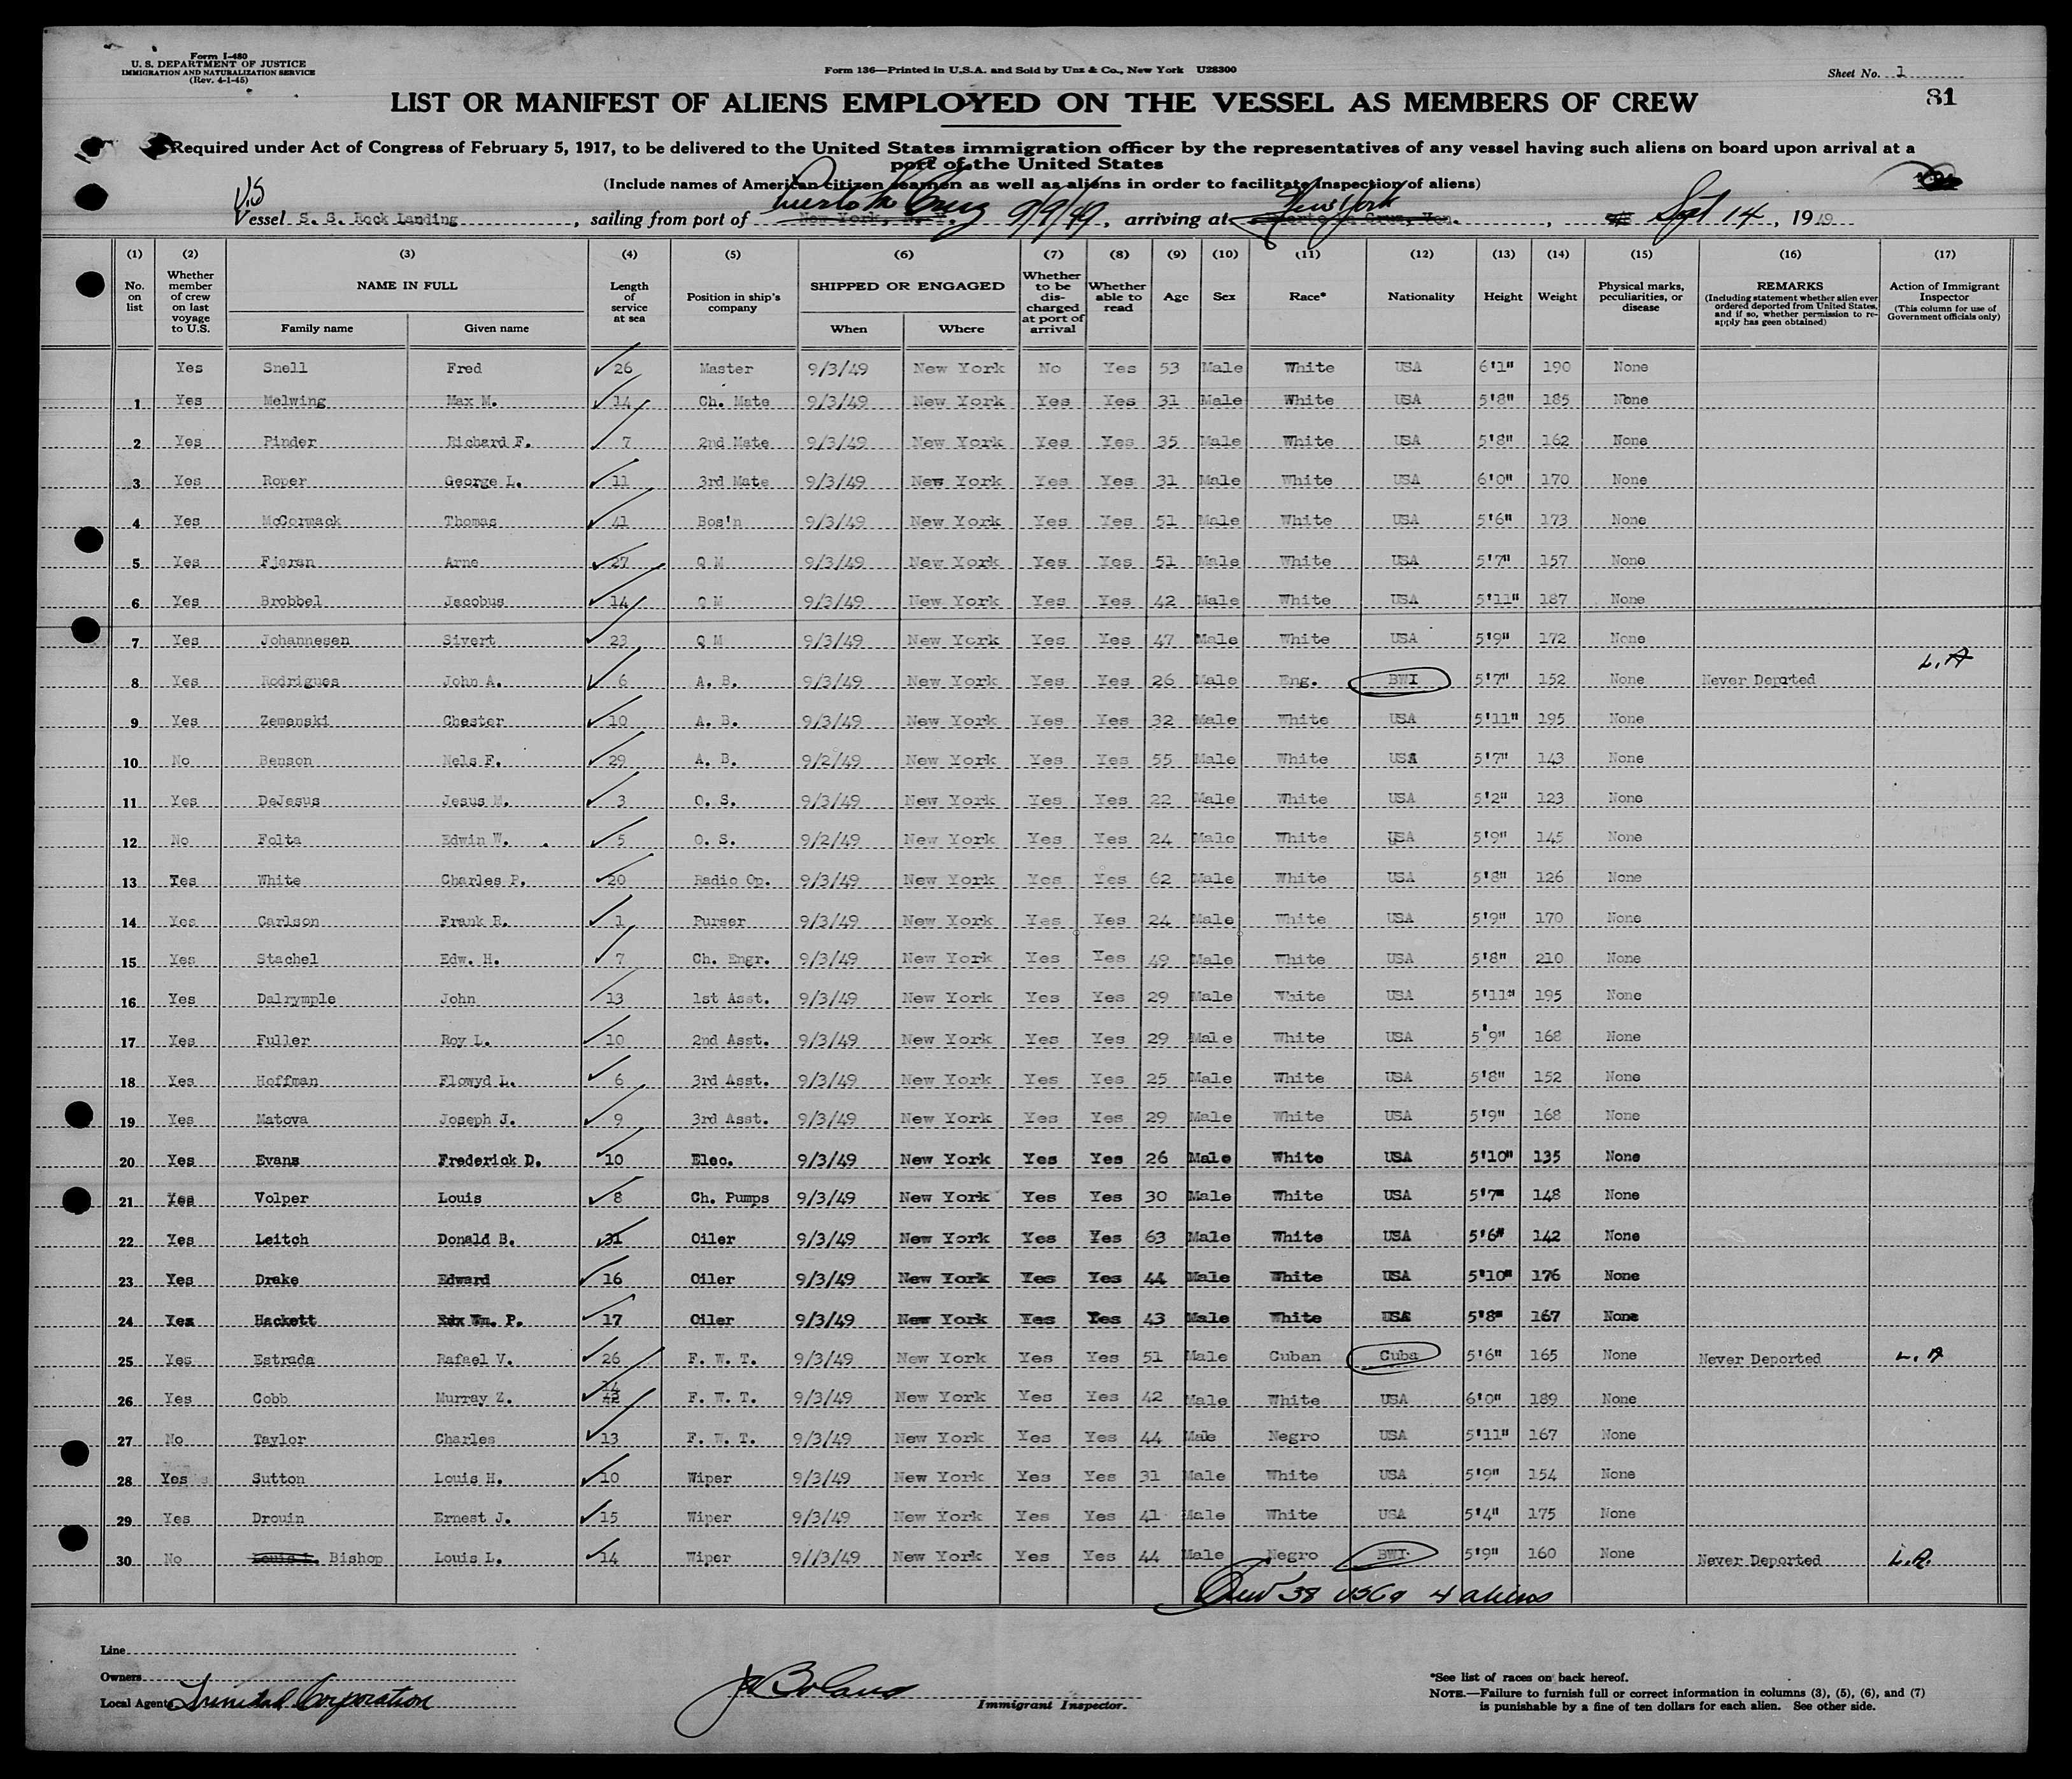 Form I-480
U. S. DEPARTMENT OF JUSTICE
IMMIGRATION AND NATURALIZATION SERVICE
(Rev. 4-1-45)
Form 136—Printed in U.S.A. and Sold by Unz & Co., New York U28300
Sheet No. 1
81
LIST OR MANIFEST OF ALIENS EMPLOYED ON THE VESSEL AS MEMBERS OF CREW
Required under Act of Congress of February 5, 1917, to be delivered to the United States immigration officer by the representatives of any vessel having such aliens on board upon arrival at a
port of the United States
(Include names of American citizen seamen as well as aliens in order to facilitate inspection of aliens)
Vessel S. S. Rock Landing, sailing from port of Puerto La Cruz 9/9/49, arriving at New York, Sept 14, 1949
(1) (2) (3) (4) (5) (6) (7) (8) (9) (10) (11) (12) (13) (14) (15) (16) (17)
No. on list
Whether member of crew on last voyage to U.S.
NAME IN FULL
Family name
Given name
Length of service at sea
Position in ship's company
SHIPPED OR ENGAGED
When
Where
Whether to be discharged at port of arrival
Whether able to read
Age
Sex
Race*
Nationality
Height
Weight
Physical marks, peculiarities, or disease
REMARKS
(Including statement whether alien ever ordered deported from United States, and if so, whether permission to re-apply has geen obtained)
Action of Immigrant Inspector
(This column for use of Government officials only)
Yes Snell Fred 26 Master 9/3/49 New York No Yes 53 Male White USA 6'1" 190 None
1 Yes Melwing Max M. 14 Ch. Mate 9/3/49 New York Yes Yes 31 Male White USA 5'8" 185 None
2 Yes Pinder Richard F. 7 2nd Mate 9/3/49 New York Yes Yes 35 Male White USA 5'8" 162 None
3 Yes Roper George L. 11 3rd Mate 9/3/49 New York Yes Yes 31 Male White USA 6'0" 170 None
4 Yes McCormack Thomas 41 Bos'n 9/3/49 New York Yes Yes 51 Male White USA 5'6" 173 None
5 Yes Fjaran Arne 27 Q M 9/3/49 New York Yes Yes 51 Male White USA 5'7" 157 None
6 Yes Brobbel Jacobus 14 Q M 9/3/49 New York Yes Yes 42 Male White USA 5'11" 187 None
7 Yes Johannesen Sivert 23 Q M 9/3/49 New York Yes Yes 47 Male White USA 5'9" 172 None
8 Yes Rodrigues John A. 6 A. B. 9/3/49 New York Yes Yes 26 Male Eng. BWI 5'7" 152 None Never Deported L. A
9 Yes Zemanski Chester 10 A. B. 9/3/49 New York Yes Yes 32 Male White USA 5'11" 195 None
10 No Benson Nels F. 29 A. B. 9/2/49 New York Yes Yes 55 Male White USA 5'7" 143 None
11 Yes DeJesus Jesus M. 3 O. S. 9/3/49 New York Yes Yes 22 Male White USA 5'2" 123 None
12 No Folta Edwin W. 5 O. S. 9/2/49 New York Yes Yes 24 Male White USA 5'9" 145 None
13 Yes White Charles P. 20 Radio Op. 9/3/49 New York Yes Yes 62 Male White USA 5'8" 126 None
14 Yes Carlson Frank R. 1 Purser 9/3/49 New York Yes Yes 24 Male White USA 5'9" 170 None
15 Yes Stachel Edw. H. 7 Ch. Engr. 9/3/49 New York Yes Yes 49 Male White USA 5'8" 210 None
16 Yes Dalrymple John 13 1st Asst. 9/3/49 New York Yes Yes 29 Male White USA 5'11" 195 None
17 Yes Fuller Roy L. 10 2nd Asst. 9/3/49 New York Yes Yes 29 Male White USA 5'9" 168 None
18 Yes Hoffman Flowyd L. 6 3rd Asst. 9/3/49 New York Yes Yes 25 Male White USA 5'8" 152 None
19 Yes Matova Joseph J. 9 3rd Asst. 9/3/49 New York Yes Yes 29 Male White USA 5'9" 168 None
20 Yes Evans Frederick D. 10 Elec. 9/3/49 New York Yes Yes 26 Male White USA 5'10" 135 None
21 Yes Volper Louis 8 Ch. Pumps 9/3/49 New York Yes Yes 30 Male White USA 5'7" 148 None
22 Yes Leitch Donald B. 31 Oiler 9/3/49 New York Yes Yes 63 Male White USA 5'6" 142 None
23 Yes Drake Edward 16 Oiler 9/3/49 New York Yes Yes 44 Male White USA 5'10" 176 None
24 Yes Hackett Wm. P. 17 Oiler 9/3/49 New York Yes Yes 43 Male White USA 5'8" 167 None
25 Yes Estrada Rafael V. 26 F. W. T. 9/3/49 New York Yes Yes 51 Male Cuban Cuba 5'6" 165 None Never Deported L. A
26 Yes Cobb Murray Z. 14 F. W. T. 9/3/49 New York Yes Yes 42 Male White USA 6'0" 189 None
27 No Taylor Charles 13 F. W. T. 9/3/49 New York Yes Yes 44 Male Negro USA 5'11" 167 None
28 Yes Sutton Louis H. 10 Wiper 9/3/49 New York Yes Yes 31 Male White USA 5'9" 154 None
29 Yes Drouin Ernest J. 15 Wiper 9/3/49 New York Yes Yes 41 Male White USA 5'4" 175 None
30 No Louis L. Bishop Louis L. 14 Wiper 9//3/49 New York Yes Yes 44 Male Negro BWI 5'9" 160 None Never Deported L.A.
Crew 38 USCs 4 aliens
Line
Owners
Local Agents Trinidad Corporation
Immigrant Inspector.
*See list of races on back hereof.
NOTE.—Failure to furnish full or correct information in columns (3), (5), (6), and (7)
is punishable by a fine of ten dollars for each alien. See other side.